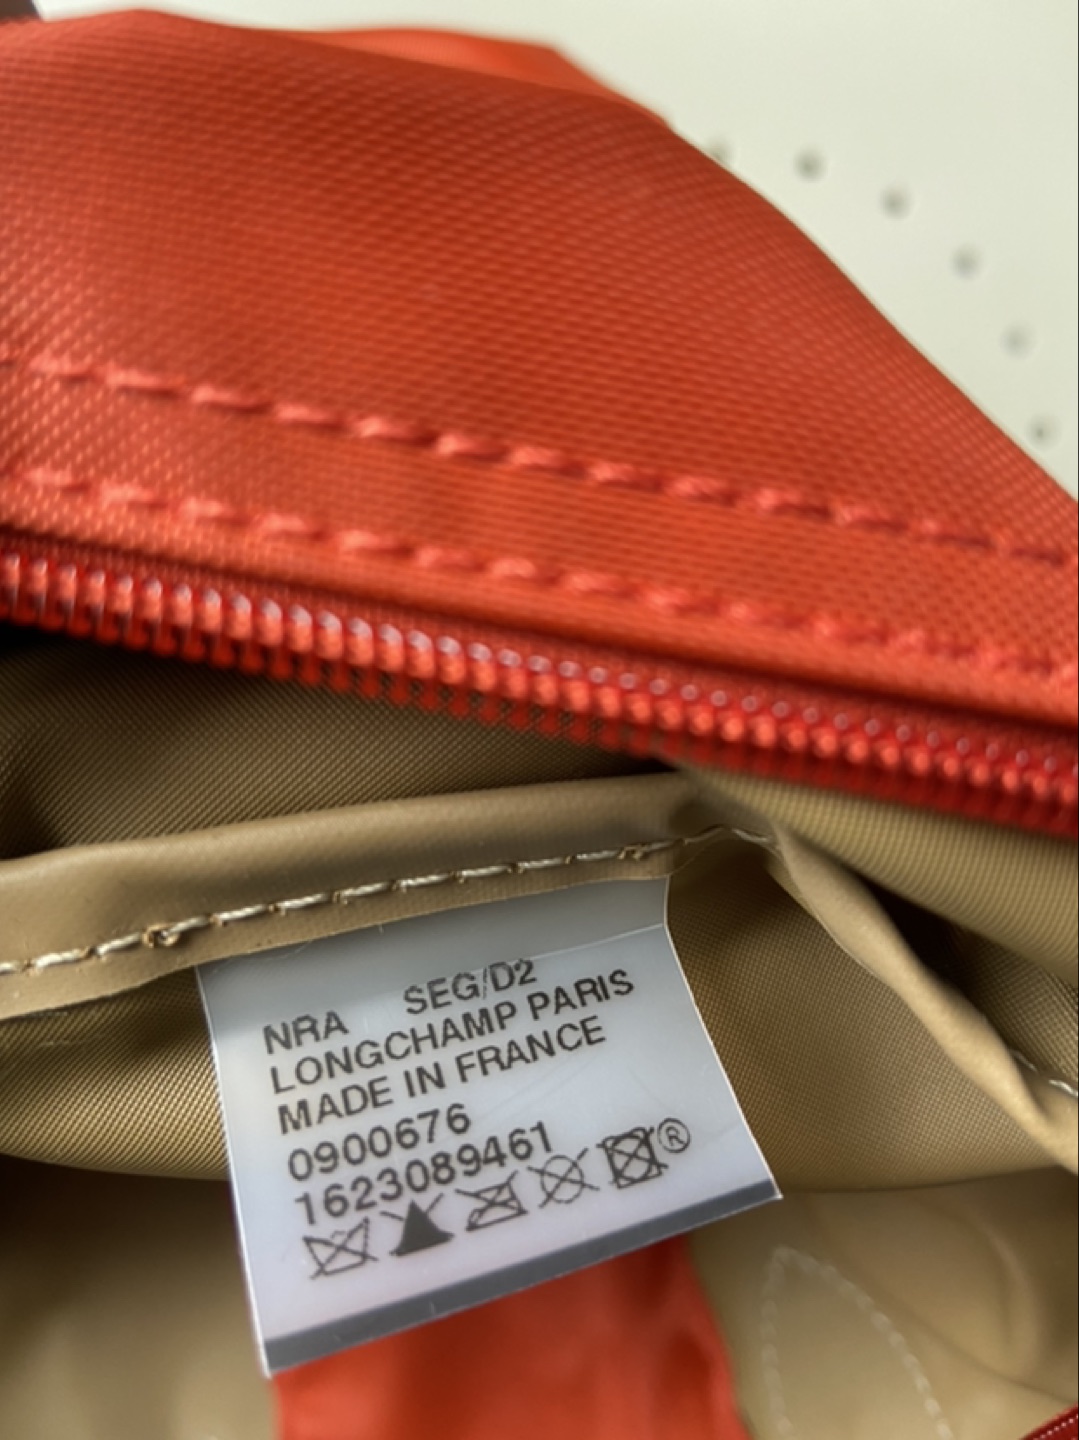 NRA SEG/D2
LONGCHAMP PARIS
MADE IN FRANCE
0900676
1623089461
®